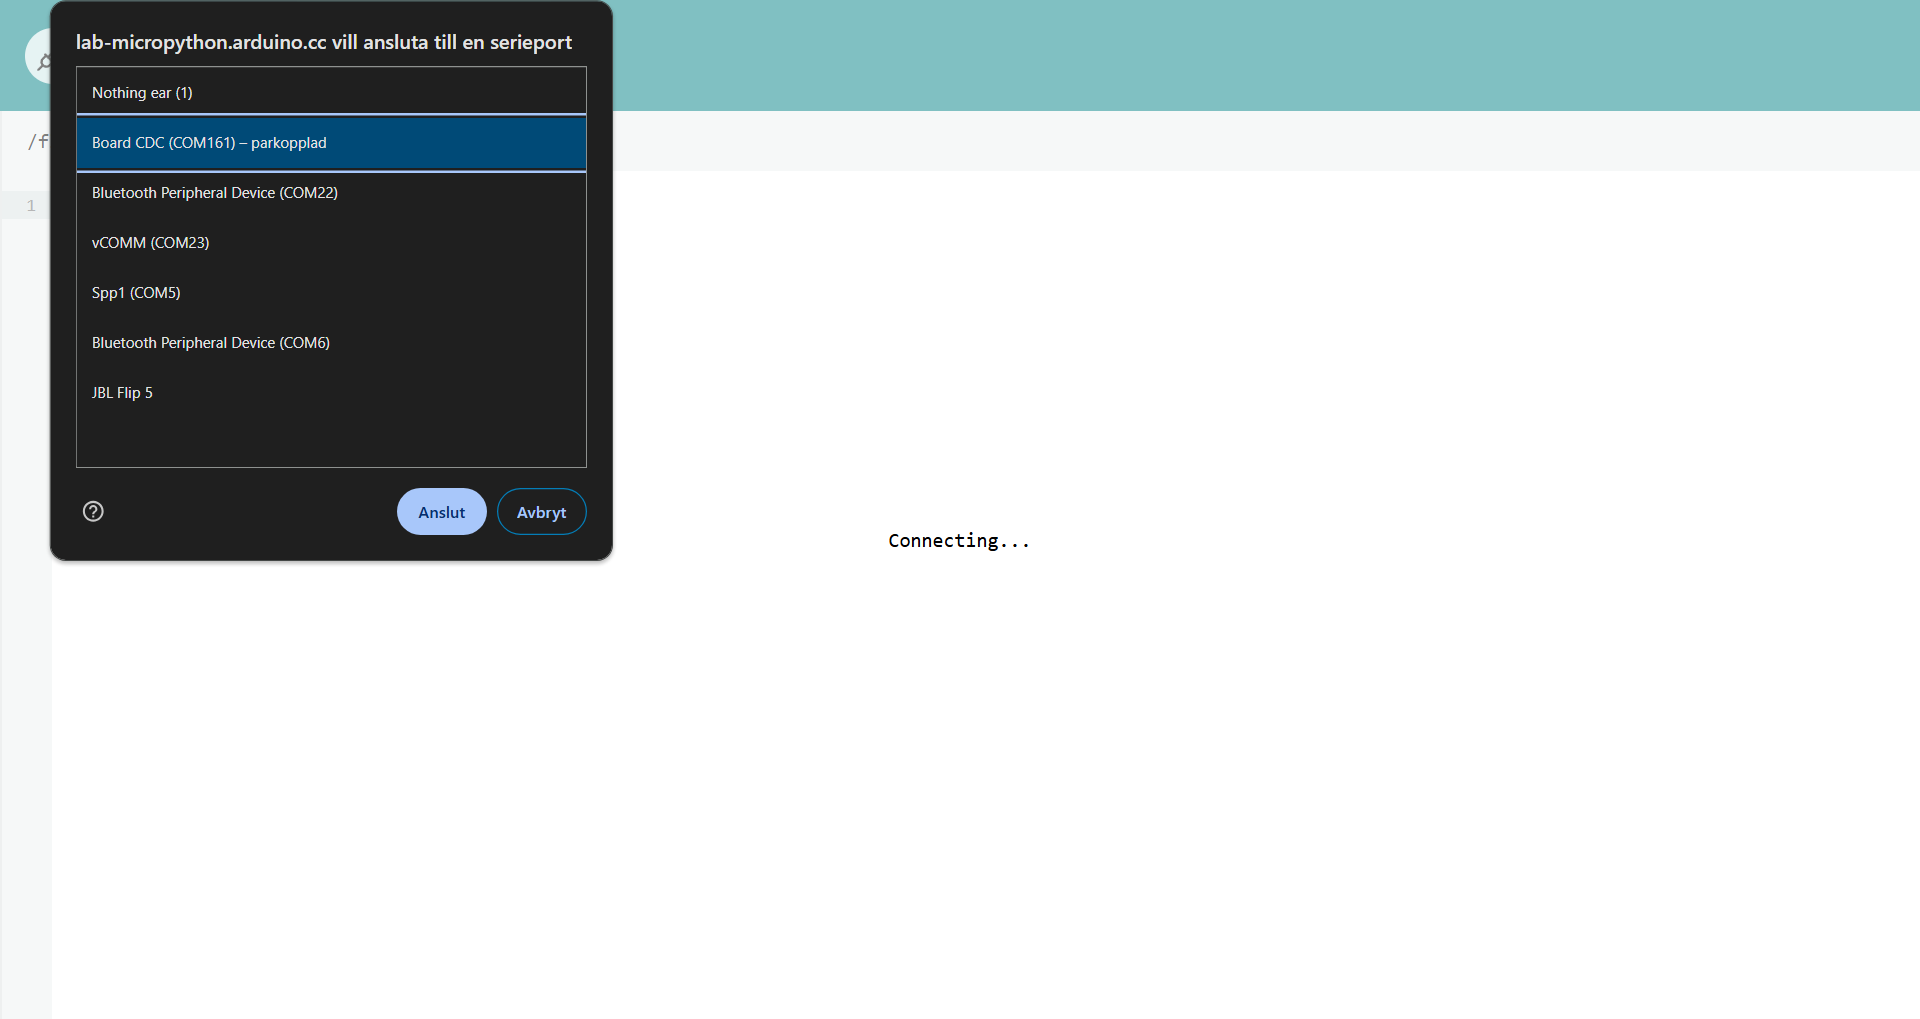 lab-micropython.arduino.cc vill ansluta till en serieport
Nothing ear (1)
Board CDC (COM161) – parkopplad
Bluetooth Peripheral Device (COM22)
vCOMM (COM23)
Spp1 (COM5)
Bluetooth Peripheral Device (COM6)
JBL Flip 5
Anslut
Avbryt
/f
1
Connecting...